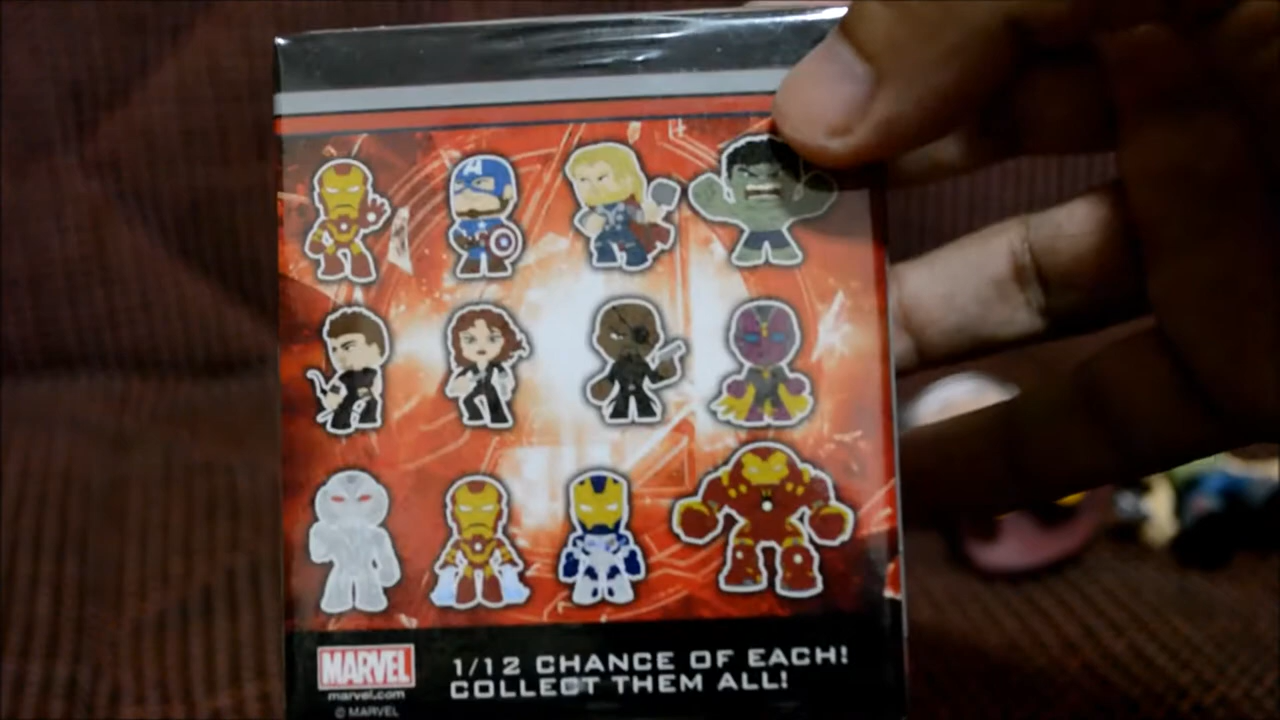 MARVEL
marvel.com
© MARVEL
1/12 CHANCE OF EACH!
COLLECT THEM ALL!